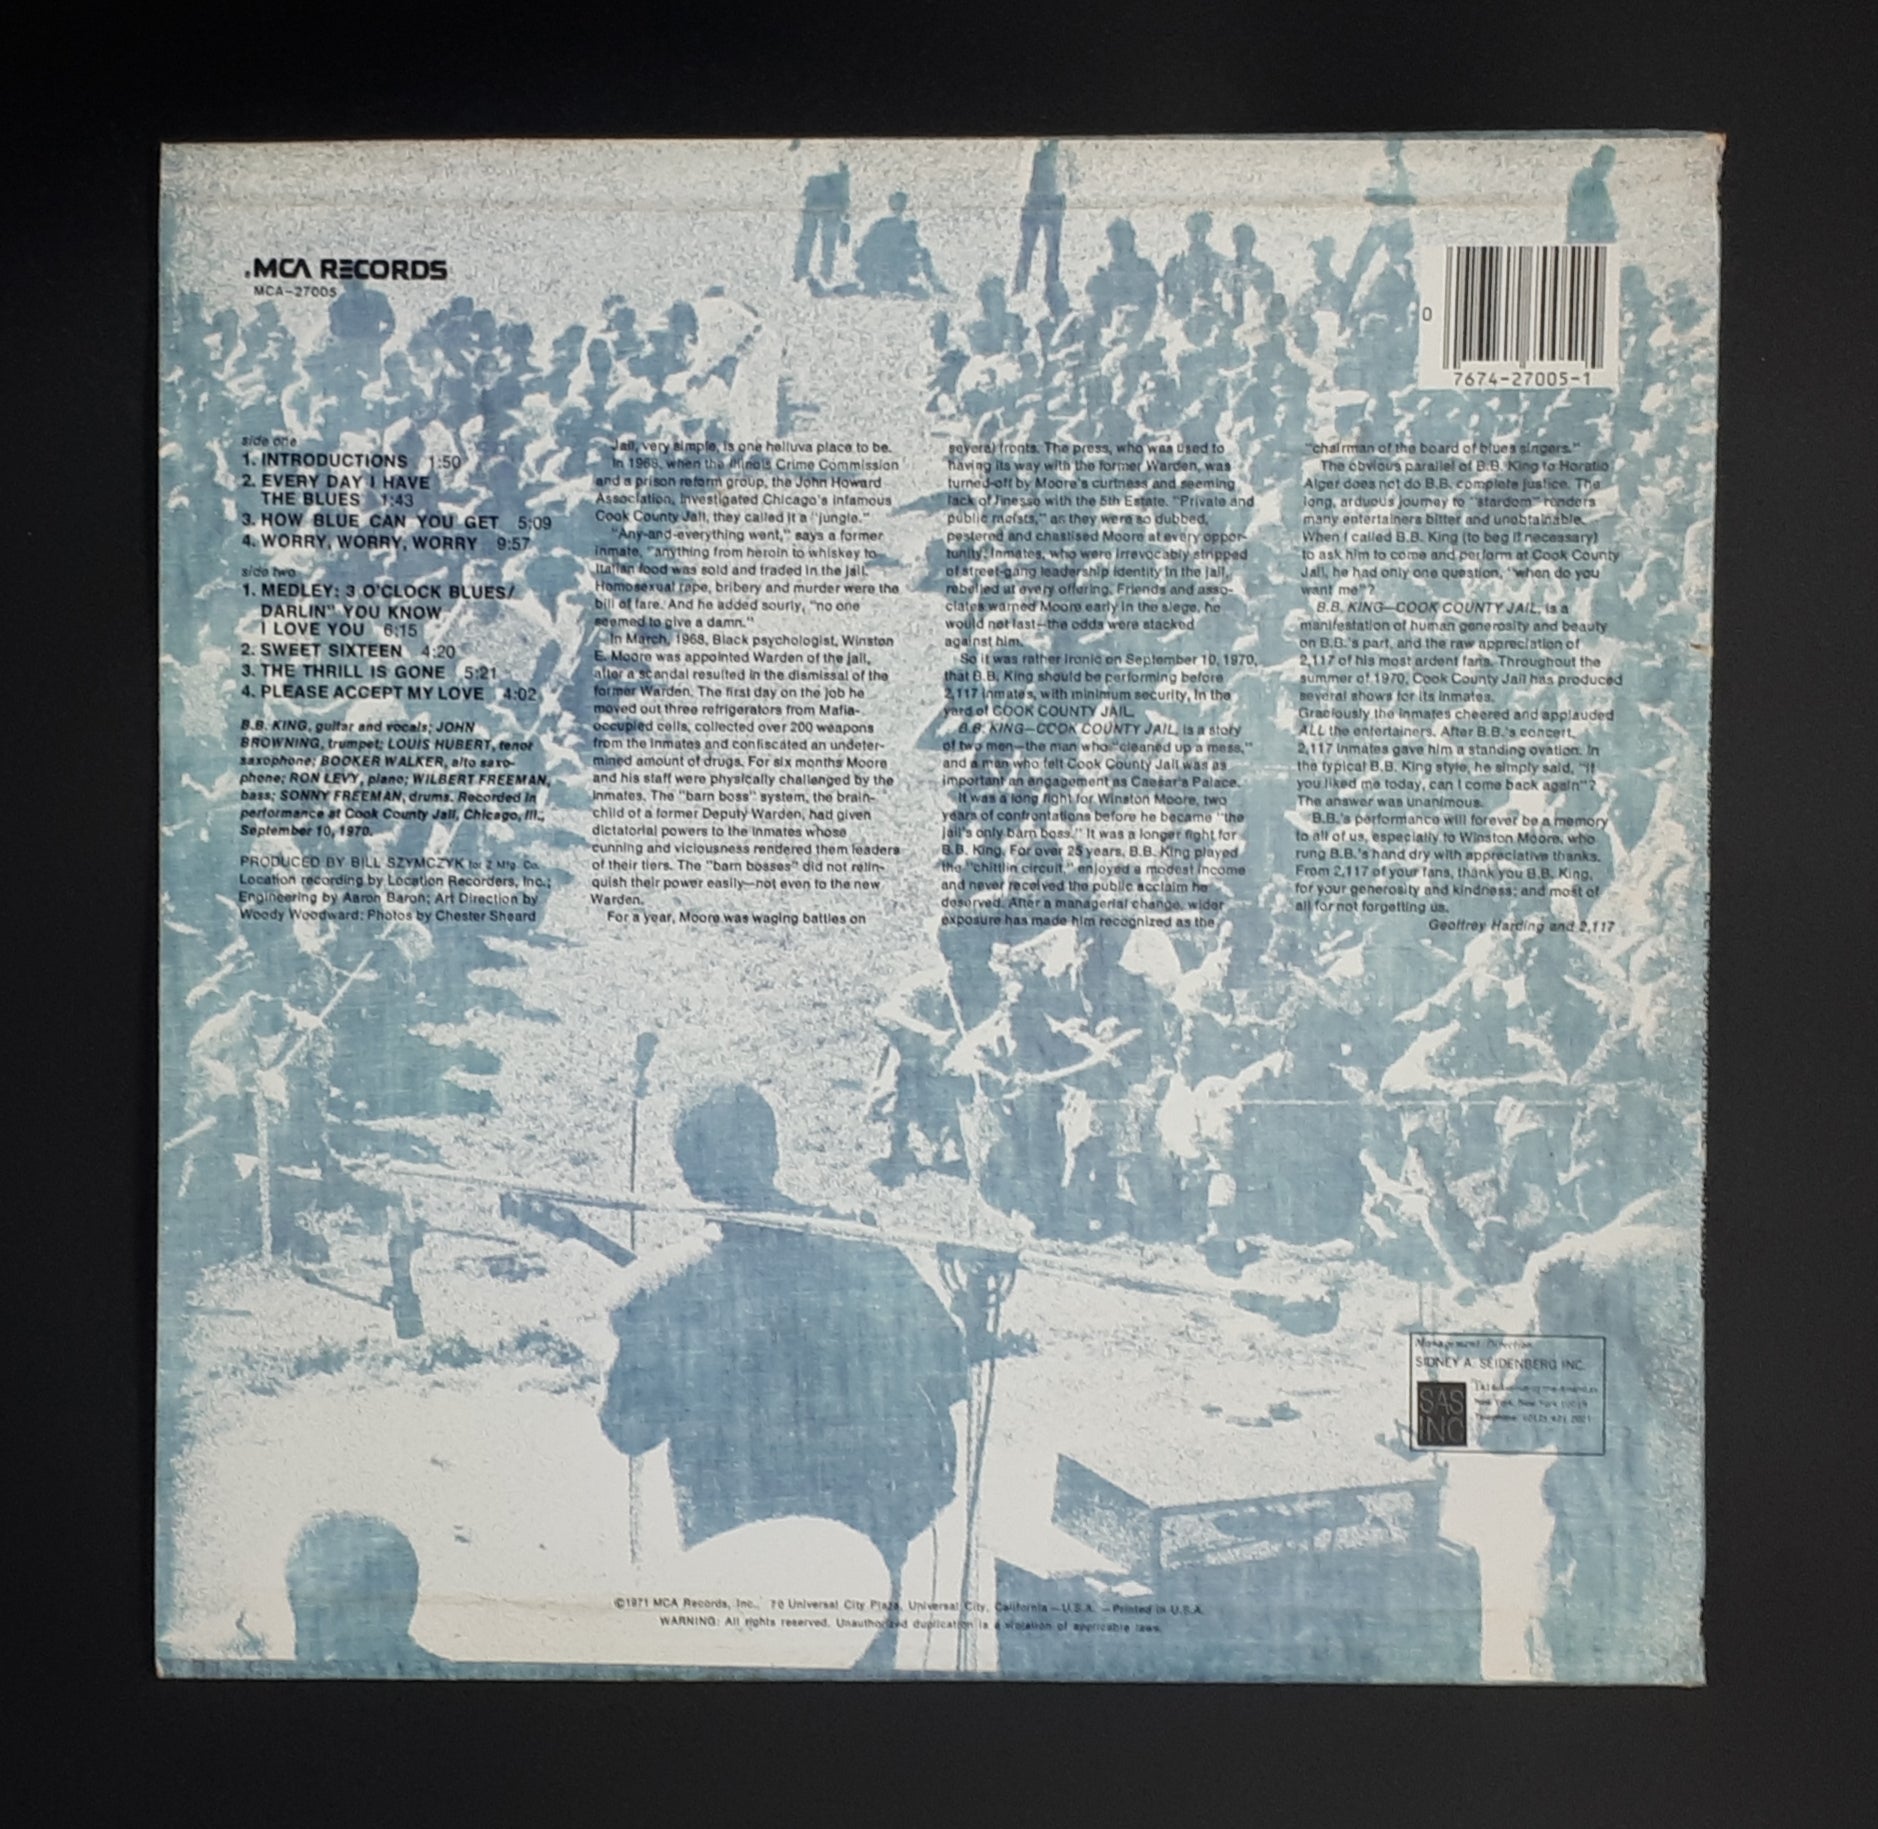 MCA RECORDS
MCA-27005
0
7674-27005-1
side one
1. INTRODUCTIONS 1:50
2. EVERY DAY I HAVE
THE BLUES 1:43
3. HOW BLUE CAN YOU GET 5:09
4. WORRY, WORRY, WORRY 9:57
side two
1. MEDLEY: 3 O'CLOCK BLUES/
DARLIN" YOU KNOW
I LOVE YOU 6:15
2. SWEET SIXTEEN 4:20
3. THE THRILL IS GONE 5:21
4. PLEASE ACCEPT MY LOVE 4:02
B.B. KING, guitar and vocals; JOHN
BROWNING, trumpet; LOUIS HUBERT, tenor
saxophone; BOOKER WALKER, alto saxo-
phone; RON LEVY, piano; WILBERT FREEMAN,
bass; SONNY FREEMAN, drums. Recorded in
performance at Cook County Jail, Chicago, Ill.,
September 10, 1970.
PRODUCED BY BILL SZYMCZYK for 2 Mfg. Co.
Location recording by Location Recorders, Inc.;
Engineering by Aaron Baron; Art Direction by
Woody Woodward; Photos by Chester Sheard
Jail, very simple, is one helluva place to be.
In 1968, when the Illinois Crime Commission
and a prison reform group, the John Howard
Association, investigated Chicago's infamous
Cook County Jail, they called it a "jungle."
"Any-and-everything went," says a former
inmate, "anything from heroin to whiskey to
Italian food was sold and traded in the jail.
Homosexual rape, bribery and murder were the
bill of fare. And he added sourly, "no one
seemed to give a damn."
In March, 1968, Black psychologist, Winston
E. Moore was appointed Warden of the jail,
after a scandal resulted in the dismissal of the
former Warden. The first day on the job he
moved out three refrigerators from Mafia-
occupied cells, collected over 200 weapons
from the inmates and confiscated an undeter-
mined amount of drugs. For six months Moore
and his staff were physically challenged by the
inmates. The "barn boss" system, the brain-
child of a former Deputy Warden, had given
dictatorial powers to the inmates whose
cunning and viciousness rendered them leaders
of their tiers. The "barn bosses" did not relin-
quish their power easily—not even to the new
Warden.
For a year, Moore was waging battles on
several fronts. The press, who was used to
having its way with the former Warden, was
turned-off by Moore's curtness and seeming
lack of finesse with the 5th Estate. "Private and
public racists," as they were so dubbed,
pestered and chastised Moore at every oppor-
tunity. Inmates, who were irrevocably stripped
of street-gang leadership identity in the jail,
rebelled at every offering. Friends and asso-
ciates warned Moore early in the siege, he
would not last—the odds were stacked
against him.
So it was rather ironic on September 10, 1970,
that B.B. King should be performing before
2,117 inmates, with minimum security, in the
yard of COOK COUNTY JAIL.
B.B. KING—COOK COUNTY JAIL, is a story
of two men—the man who "cleaned up a mess,"
and a man who felt Cook County Jail was as
important an engagement as Caesar's Palace.
It was a long fight for Winston Moore, two
years of confrontations before he became "the
jail's only barn boss." It was a longer fight for
B.B. King. For over 25 years, B.B. King played
the "chittlin circuit," enjoyed a modest income
and never received the public acclaim he
deserved. After a managerial change, wider
exposure has made him recognized as the
"chairman of the board of blues singers."
The obvious parallel of B.B. King to Horatio
Alger does not do B.B. complete justice. The
long, arduous journey to "stardom" renders
many entertainers bitter and unobtainable.
When I called B.B. King (to beg if necessary)
to ask him to come and perform at Cook County
Jail, he had only one question, "when do you
want me"?
B.B. KING—COOK COUNTY JAIL, is a
manifestation of human generosity and beauty
on B.B.'s part, and the raw appreciation of
2,117 of his most ardent fans. Throughout the
summer of 1970, Cook County Jail has produced
several shows for its inmates.
Graciously the inmates cheered and applauded
ALL the entertainers. After B.B.'s concert,
2,117 inmates gave him a standing ovation. In
the typical B.B. King style, he simply said, "if
you liked me today, can I come back again"?
The answer was unanimous.
B.B.'s performance will forever be a memory
to all of us, especially to Winston Moore, who
rung B.B.'s hand dry with appreciative thanks.
From 2,117 of your fans, thank you B.B. King,
for your generosity and kindness; and most of
all for not forgetting us.
Geoffrey Harding and 2,117
Management Direction
SIDNEY A. SEIDENBERG INC.
SAS
INC
New York, New York 10019
©1971 MCA Records, Inc., 70 Universal City Plaza, Universal City, California – U.S.A. – Printed in U.S.A.
WARNING: All rights reserved. Unauthorized duplication is a violation of applicable laws.